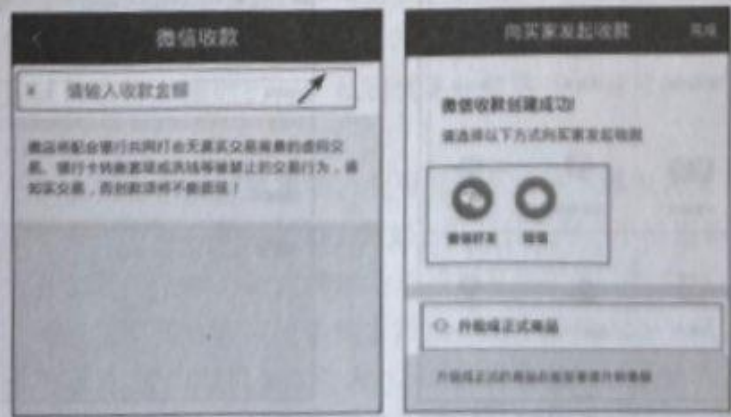 微信收款
¥ 请输入收款金额
微店将配合银行共同打击无真实交易背景的虚假交
易、银行卡转账套现或洗钱等被禁止的交易行为，
如实交易，否则款项将不能提现！
向买家发起收款 完成
微信收款创建成功!
请选择以下方式向买家发起收款
微信好友 短信
升级成正式商品